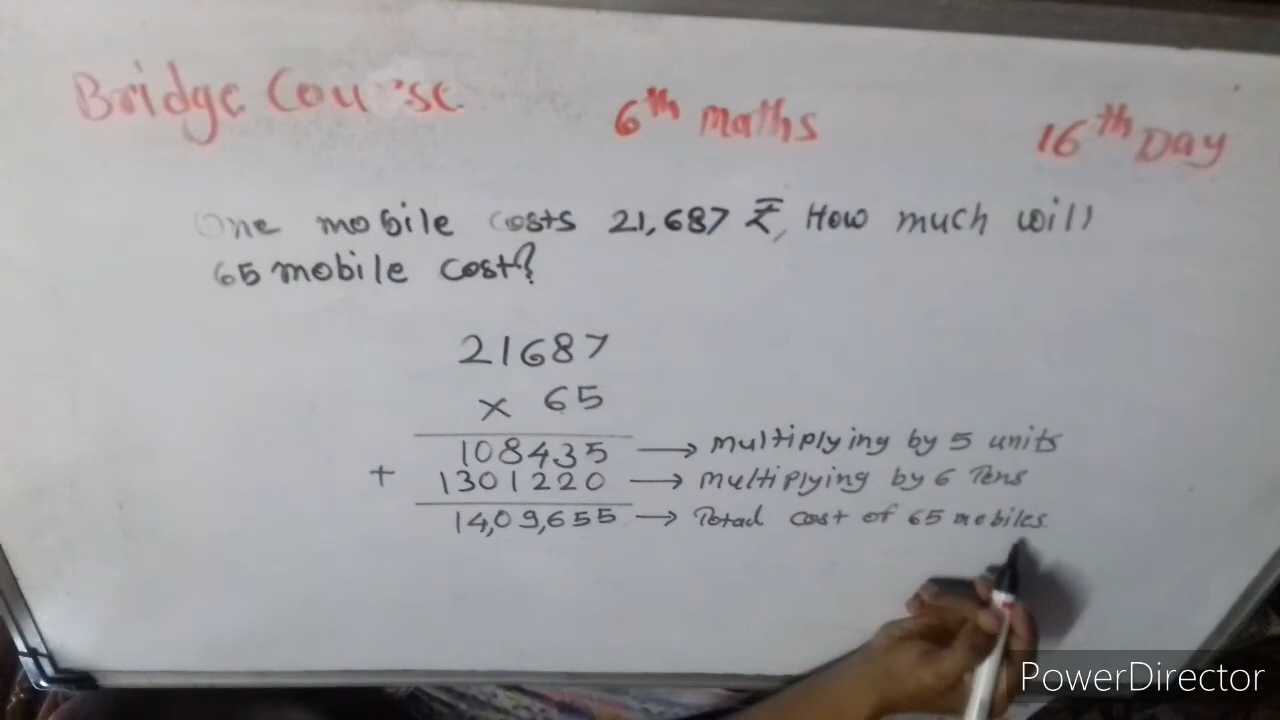 Bridge Course 6th maths 16th Day
One mobile costs 21,687 ₹, How much will
65 mobile cost?
21687
× 65
108435 → multiplying by 5 units
+ 1301220 → multiplying by 6 Tens
14,09,655 → Total cost of 65 mobiles
PowerDirector